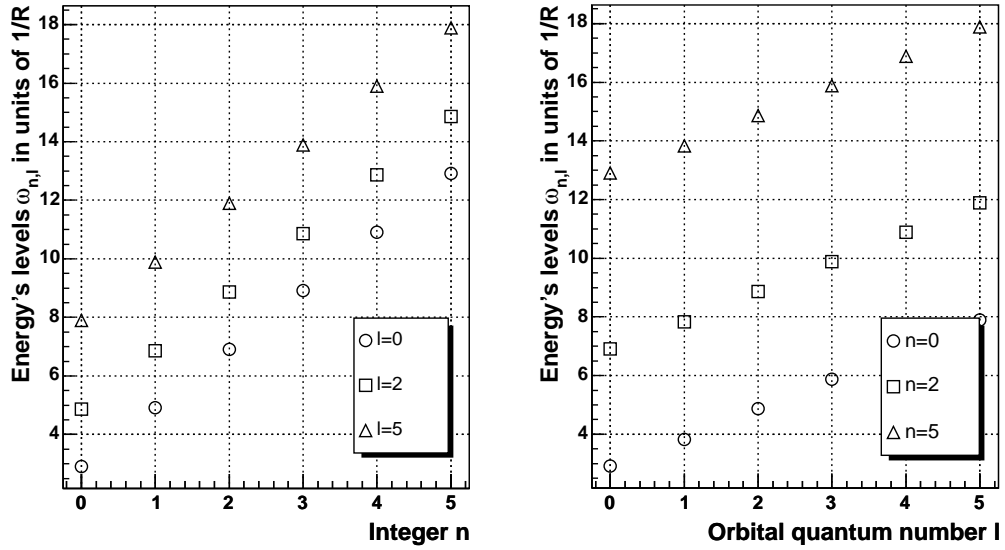 Energy's levels ωn,l in units of 1/R
18
16
14
12
10
8
6
4
0 1 2 3 4 5
Integer n
l=0
l=2
l=5
Energy's levels ωn,l in units of 1/R
18
16
14
12
10
8
6
4
0 1 2 3 4 5
Orbital quantum number l
n=0
n=2
n=5